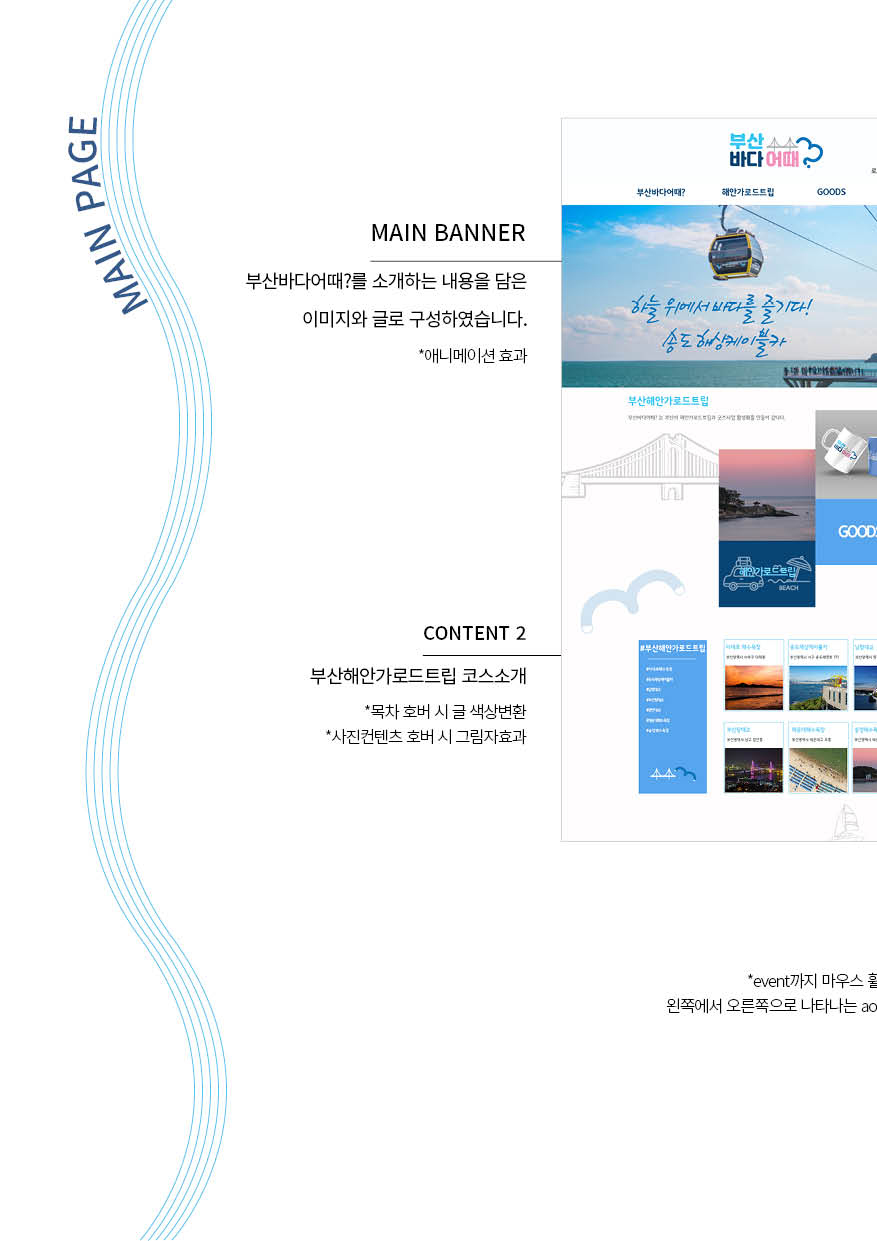 MAIN PAGE
부산
바다어때
로
부산바다어때?
해안가로드트립
GOODS
MAIN BANNER
부산바다어때?를 소개하는 내용을 담은
이미지와 글로 구성하였습니다.
*애니메이션 효과
하늘 위에서 바다를 즐기다!
송도 해상케이블카
부산해안가로드트립
GOODS
해안가로드트립
BEACH
CONTENT 2
부산해안가로드트립 코스소개
*목차 호버 시 글 색상변환
*사진컨텐츠 호버 시 그림자효과
#부산해안가로드트립
*event까지 마우스 휠
왼쪽에서 오른쪽으로 나타나는 ao